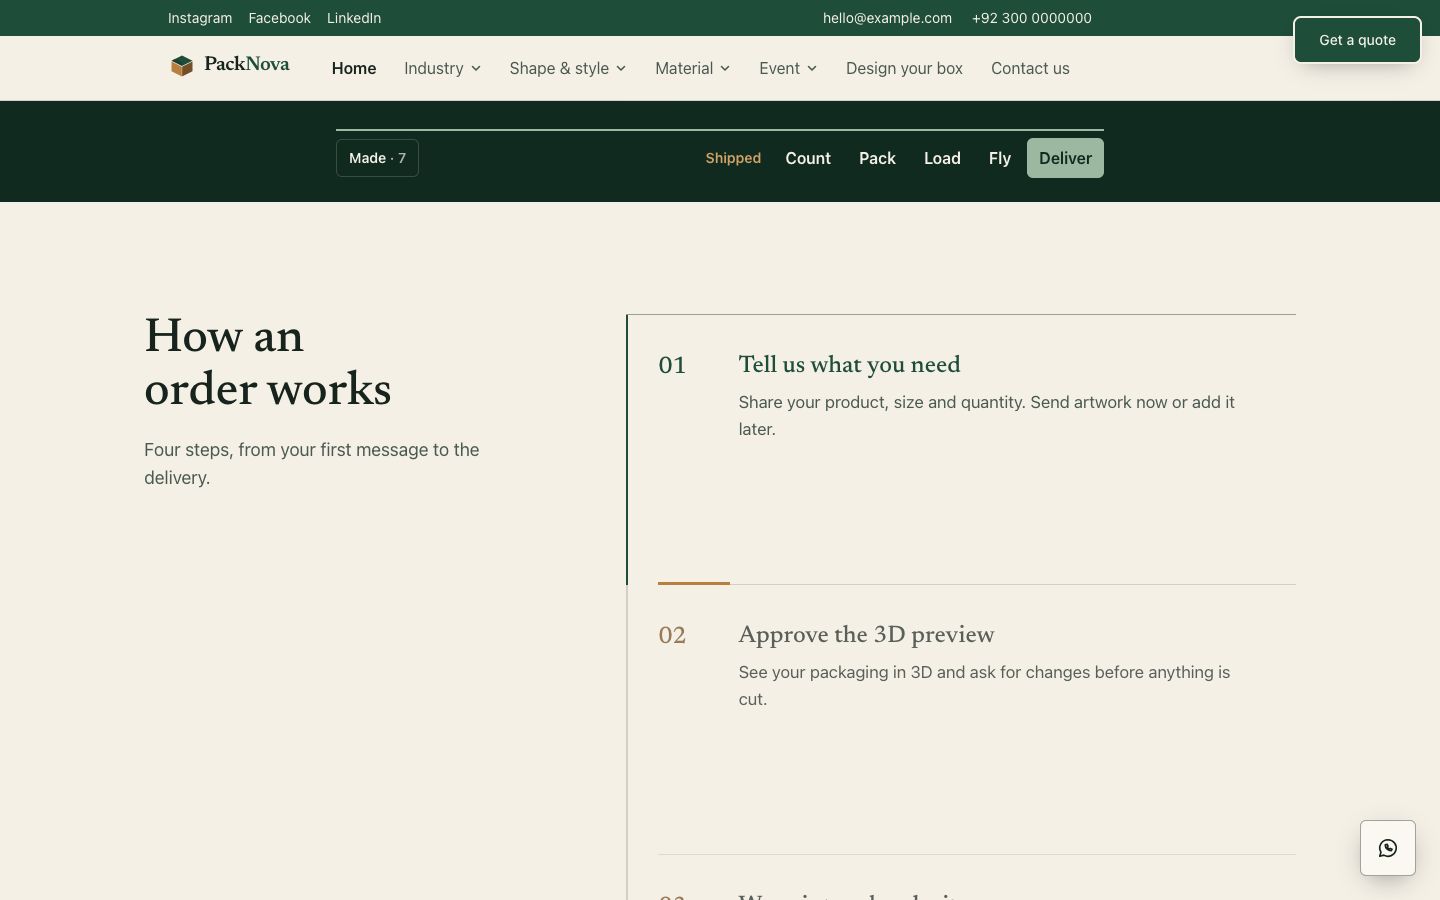 Instagram Facebook LinkedIn hello@example.com +92 300 0000000
Get a quote
PackNova Home Industry Shape & style Material Event Design your box Contact us
Made · 7 Shipped Count Pack Load Fly Deliver
How an
order works
Four steps, from your first message to the
delivery.
01 Tell us what you need
Share your product, size and quantity. Send artwork now or add it
later.
02 Approve the 3D preview
See your packaging in 3D and ask for changes before anything is
cut.